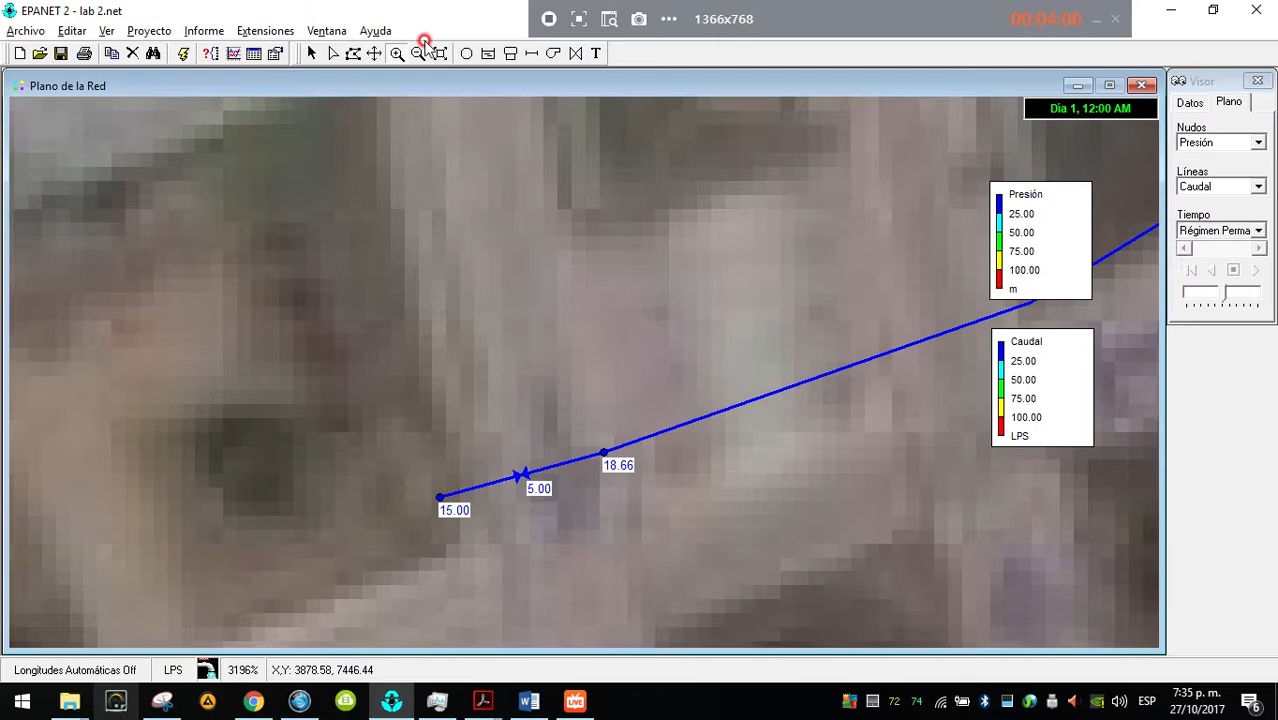 EPANET 2 - lab 2.net
1366x768
00:04:00
Archivo Editar Ver Proyecto Informe Extensiones Ventana Ayuda
T
Plano de la Red
Visor
Día 1, 12:00 AM
Datos Plano
Nudos
Presión
Líneas
Caudal
Tiempo
Régimen Perma
Presión
25.00
50.00
75.00
100.00
m
Caudal
25.00
50.00
75.00
100.00
LPS
18.66
5.00
15.00
Longitudes Automáticas Off LPS 3196% X,Y: 3878.58, 7446.44
LIVE
72 74 ESP 7:35 p. m.
27/10/2017
6